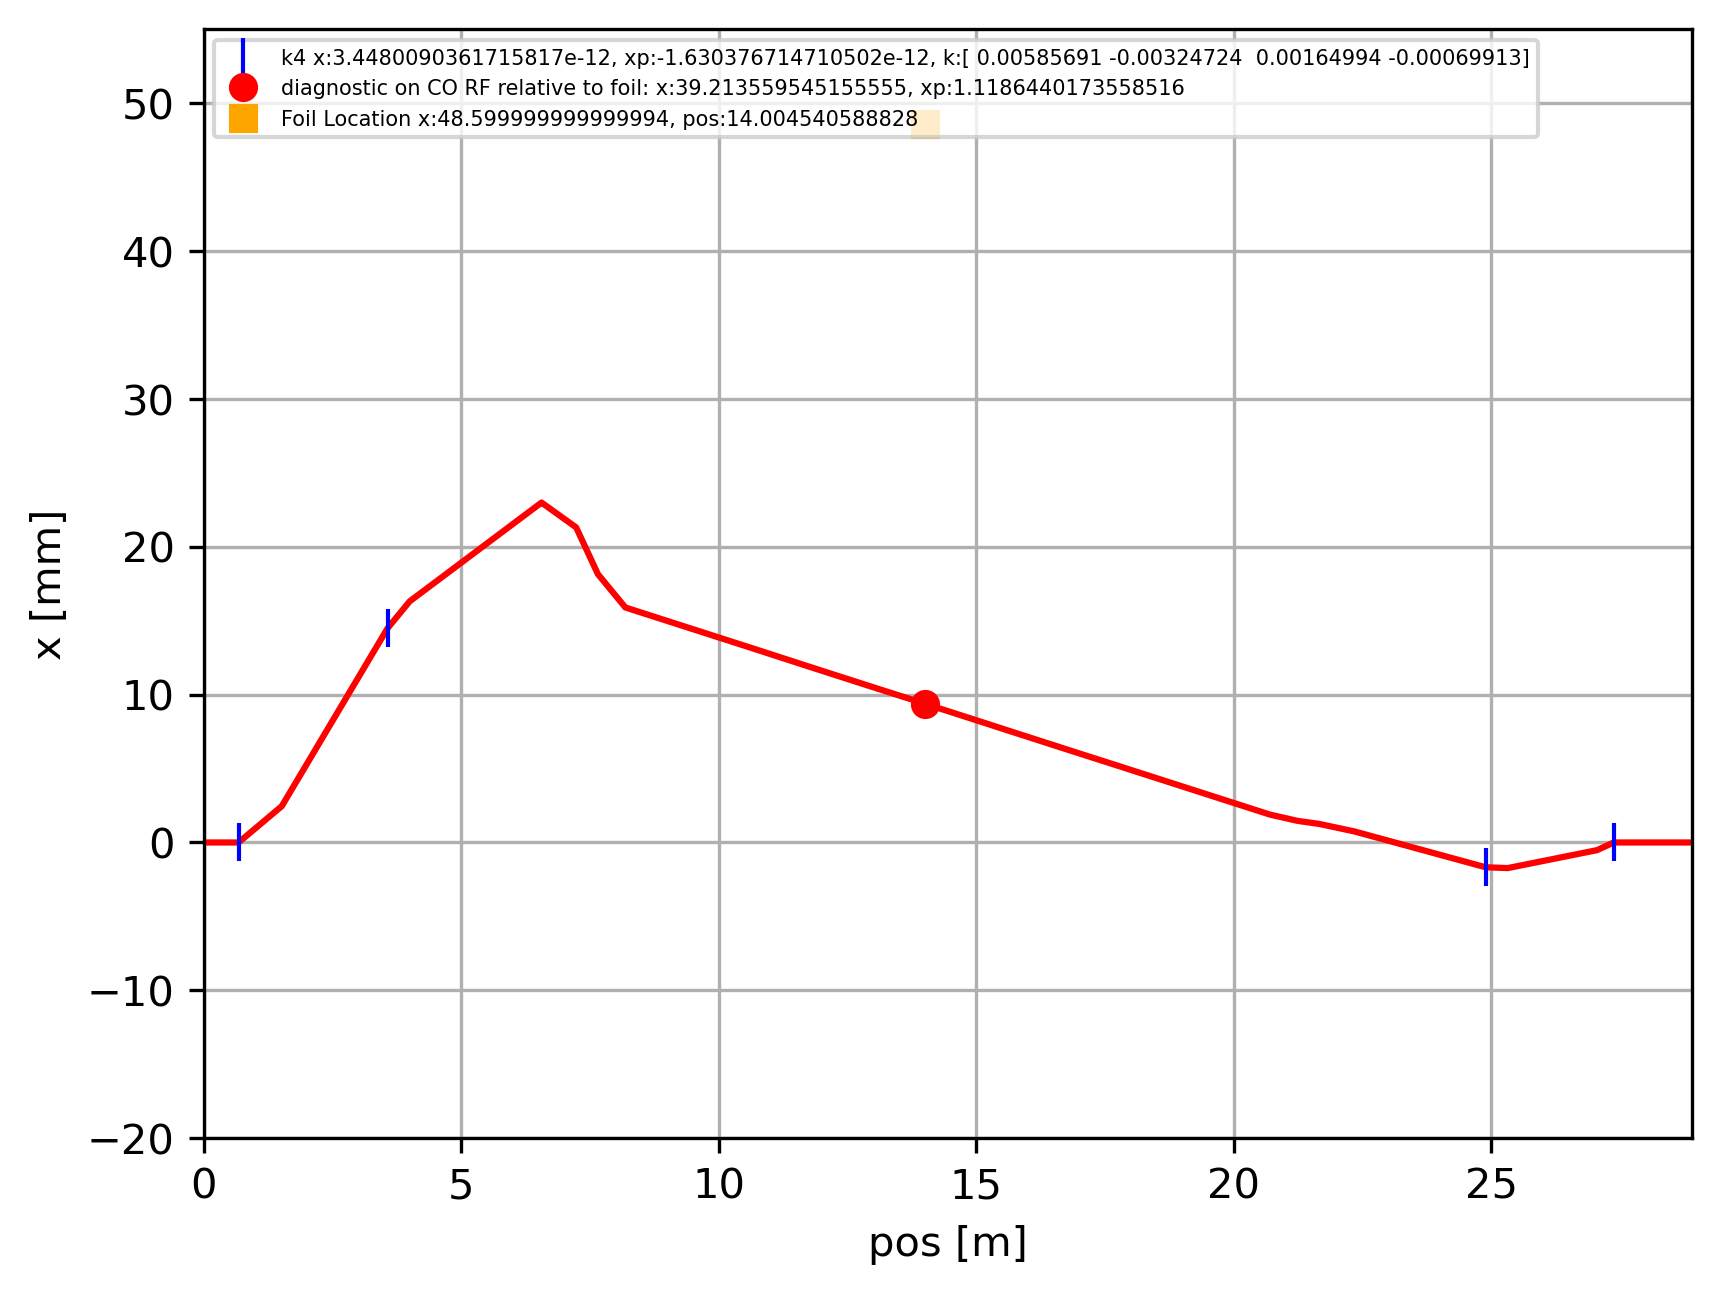 k4 x:3.4480090361715817e-12, xp:-1.630376714710502e-12, k:[ 0.00585691 -0.00324724  0.00164994 -0.00069913]
diagnostic on CO RF relative to foil: x:39.213559545155555, xp:1.1186440173558516
Foil Location x:48.599999999999994, pos:14.004540588828
50
40
30
20
10
0
−10
−20
x [mm]
0 5 10 15 20 25
pos [m]